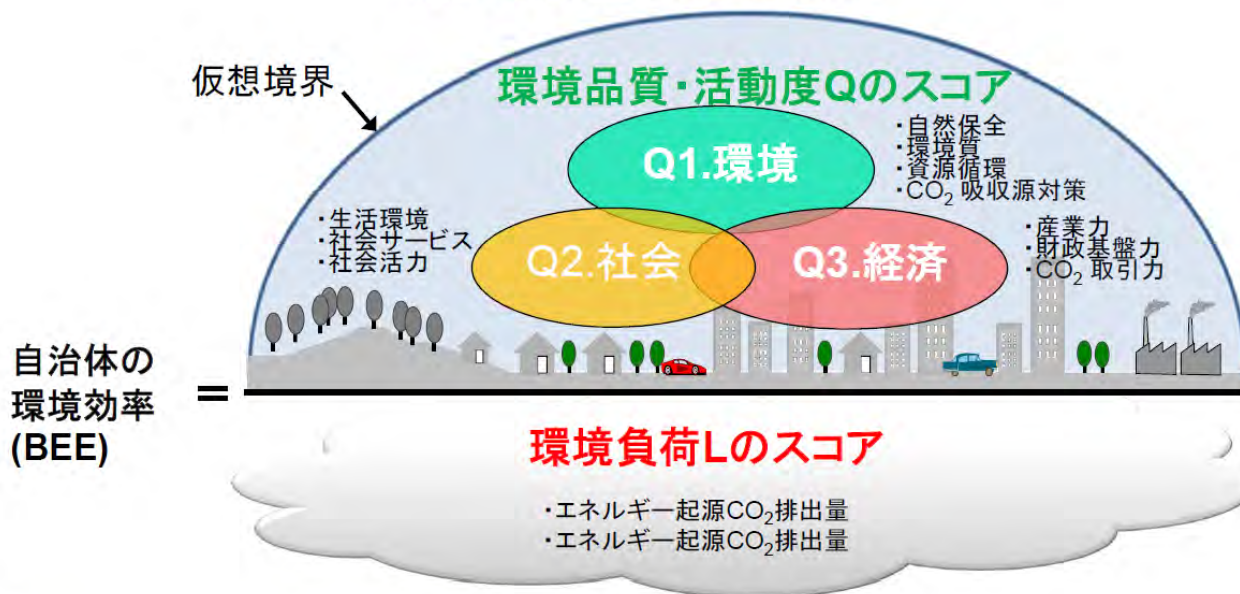 仮想境界
環境品質・活動度Qのスコア
Q1.環境
・自然保全
・環境質
・資源循環
・CO₂ 吸収源対策
・生活環境
・社会サービス
・社会活力
Q2.社会
Q3.経済
・産業力
・財政基盤力
・CO₂ 取引力
自治体の
環境効率
(BEE)
=
環境負荷Lのスコア
・エネルギー起源CO₂排出量
・エネルギー起源CO₂排出量